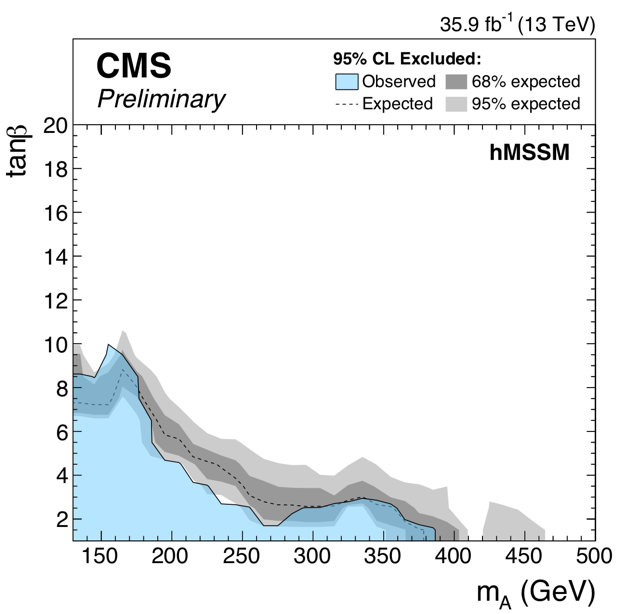 35.9 fb⁻¹ (13 TeV)
CMS
Preliminary
95% CL Excluded:
Observed
68% expected
Expected
95% expected
hMSSM
tanβ
20
18
16
14
12
10
8
6
4
2
150 200 250 300 350 400 450 500
m_A (GeV)